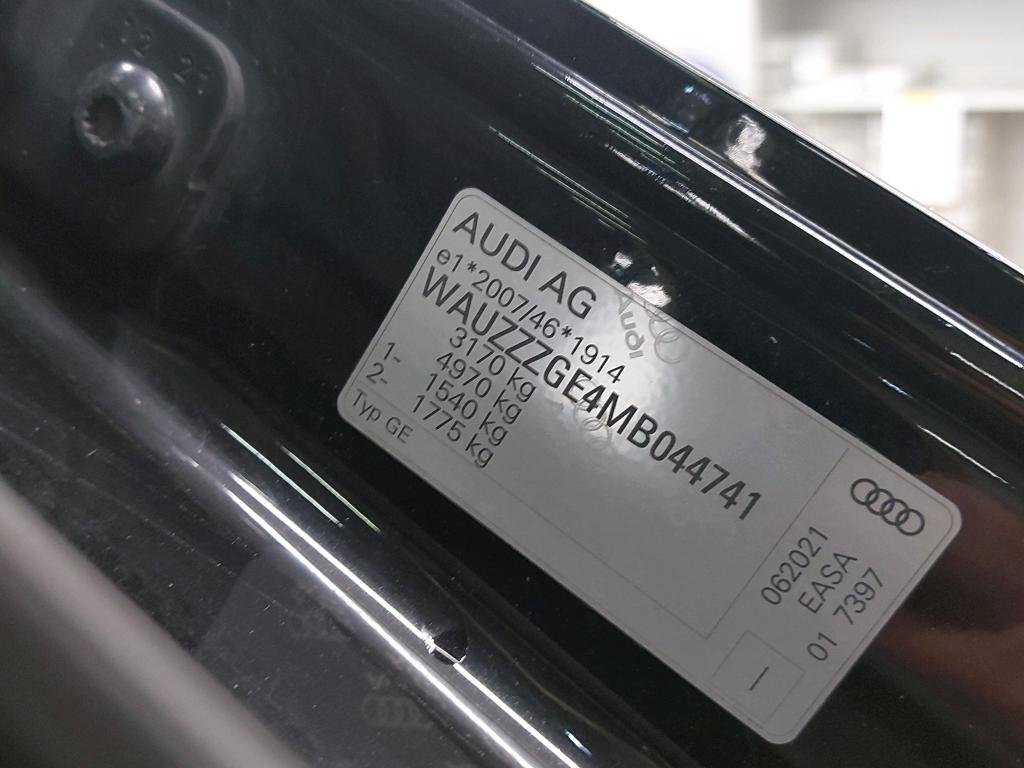 AUDI AG
e1*2007/46*1914
WAUZZZGE4MB044741
3170 kg
4970 kg
1- 1540 kg
2- 1775 kg
Typ GE
Audi
062021
EASA
01 7397